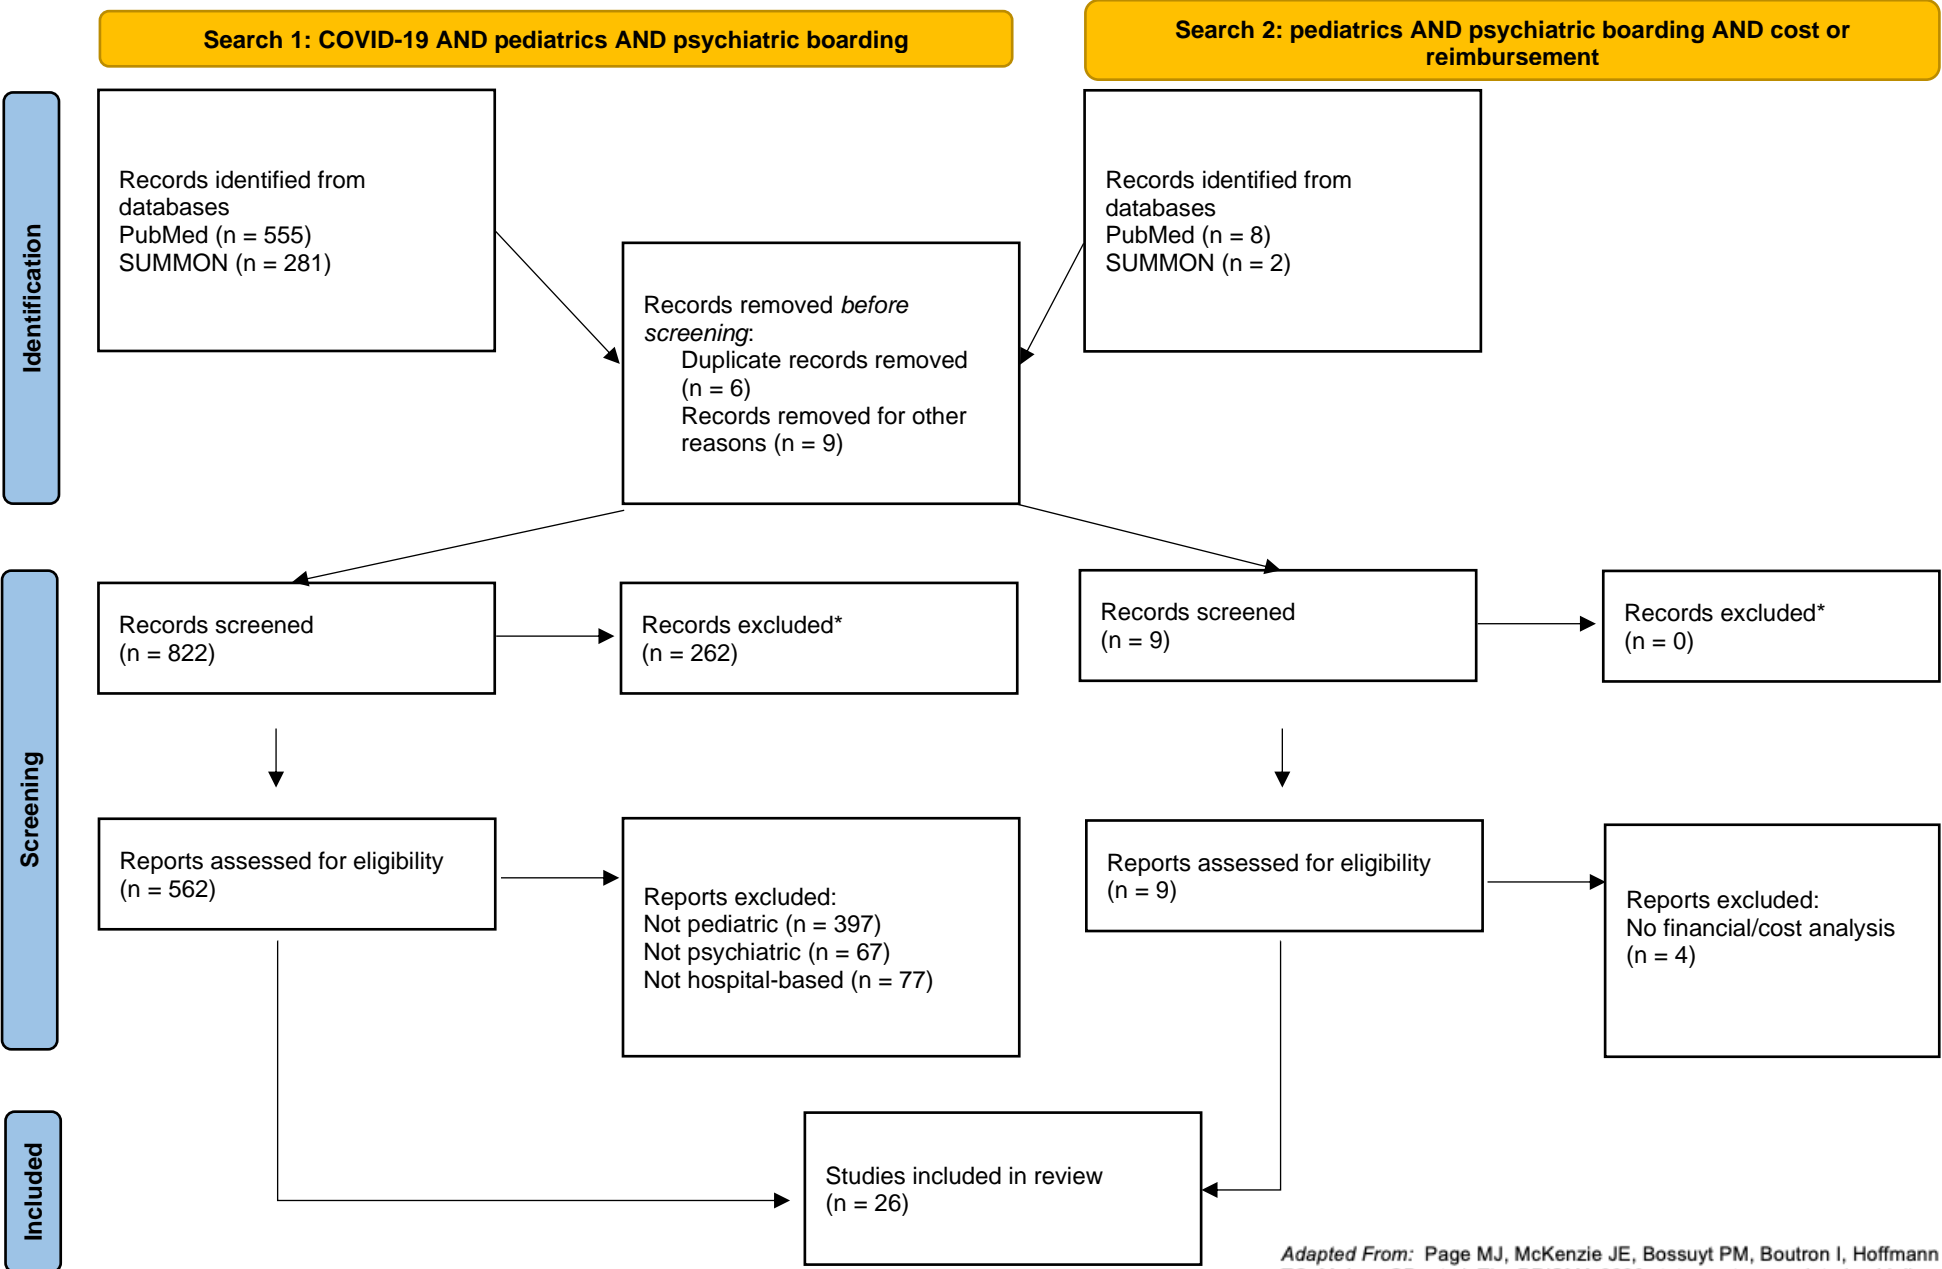 Search 1: COVID-19 AND pediatrics AND psychiatric boarding
Search 2: pediatrics AND psychiatric boarding AND cost or
reimbursement
Identification
Records identified from
databases
PubMed (n = 555)
SUMMON (n = 281)
Records removed before
screening:
Duplicate records removed
(n = 6)
Records removed for other
reasons (n = 9)
Records identified from
databases
PubMed (n = 8)
SUMMON (n = 2)
Screening
Records screened
(n = 822)
Records excluded*
(n = 262)
Records screened
(n = 9)
Records excluded*
(n = 0)
Reports assessed for eligibility
(n = 562)
Reports excluded:
Not pediatric (n = 397)
Not psychiatric (n = 67)
Not hospital-based (n = 77)
Reports assessed for eligibility
(n = 9)
Reports excluded:
No financial/cost analysis
(n = 4)
Included
Studies included in review
(n = 26)
Adapted From: Page MJ, McKenzie JE, Bossuyt PM, Boutron I, Hoffmann